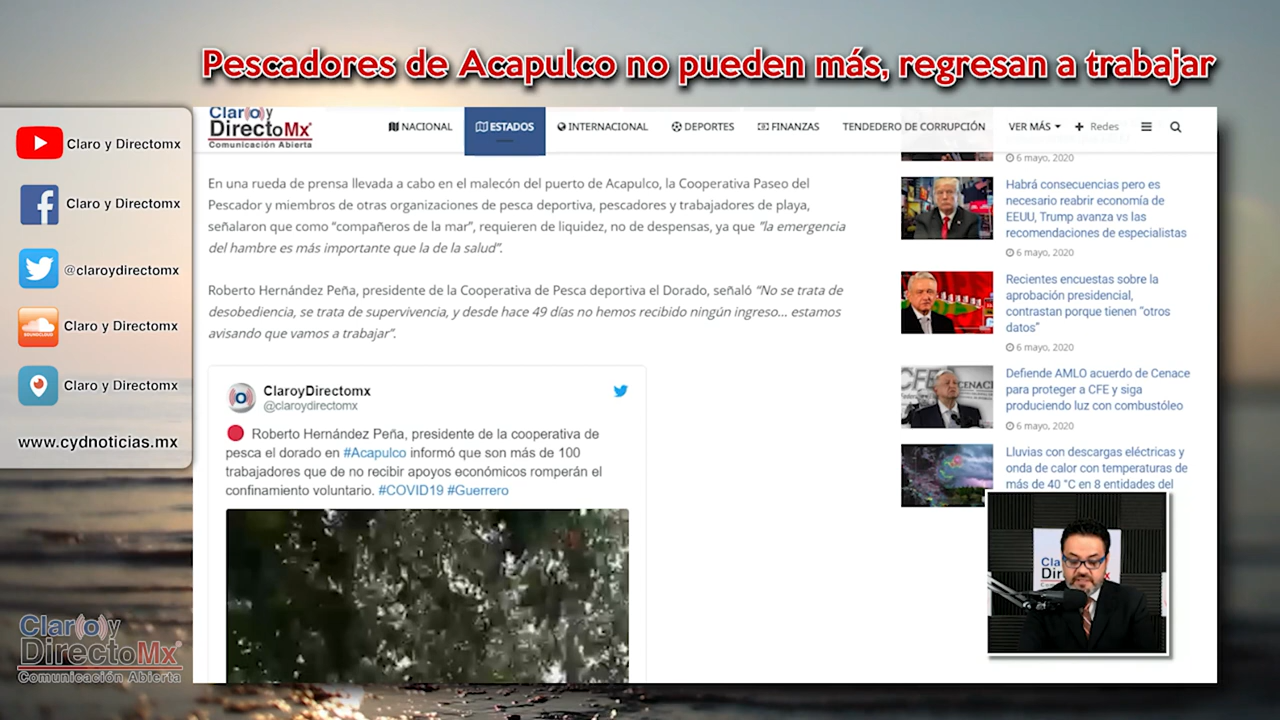 Pescadores de Acapulco no pueden más, regresan a trabajar
Claro y Directomx
Claro y Directomx
@claroydirectomx
SOUNDCLOUD
Claro y Directomx
Claro y Directomx
www.cydnoticias.mx
Claro y
DirectoMx
Comunicación Abierta
NACIONAL ESTADOS INTERNACIONAL DEPORTES FINANZAS TENDEDERO DE CORRUPCIÓN VER MÁS Redes
En una rueda de prensa llevada a cabo en el malecón del puerto de Acapulco, la Cooperativa Paseo del
Pescador y miembros de otras organizaciones de pesca deportiva, pescadores y trabajadores de playa,
señalaron que como “compañeros de la mar”, requieren de liquidez, no de despensas, ya que “la emergencia
del hambre es más importante que la de la salud”.
Roberto Hernández Peña, presidente de la Cooperativa de Pesca deportiva el Dorado, señaló “No se trata de
desobediencia, se trata de supervivencia, y desde hace 49 días no hemos recibido ningún ingreso... estamos
avisando que vamos a trabajar”.
ClaroyDirectomx
@claroydirectomx
Roberto Hernández Peña, presidente de la cooperativa de
pesca el dorado en #Acapulco informó que son más de 100
trabajadores que de no recibir apoyos económicos romperán el
confinamiento voluntario. #COVID19 #Guerrero
6 mayo, 2020
Habrá consecuencias pero es
necesario reabrir economía de
EEUU, Trump avanza vs las
recomendaciones de especialistas
6 mayo, 2020
Recientes encuestas sobre la
aprobación presidencial,
contrastan porque tienen “otros
datos”
6 mayo, 2020
CFE
CENACE
Defiende AMLO acuerdo de Cenace
para proteger a CFE y siga
produciendo luz con combustóleo
6 mayo, 2020
Lluvias con descargas eléctricas y
onda de calor con temperaturas de
más de 40 °C en 8 entidades del
Claro y
DirectoMx
Comunicación Abierta